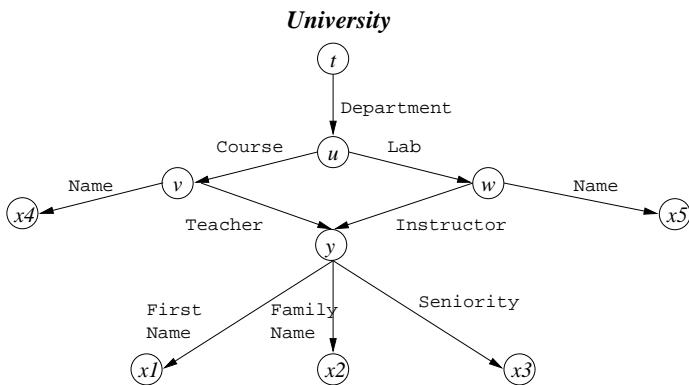 University
t
Department
Course
u
Lab
Name
v
w
Name
x4
Teacher
Instructor
x5
y
First
Name
Family
Name
Seniority
x1
x2
x3